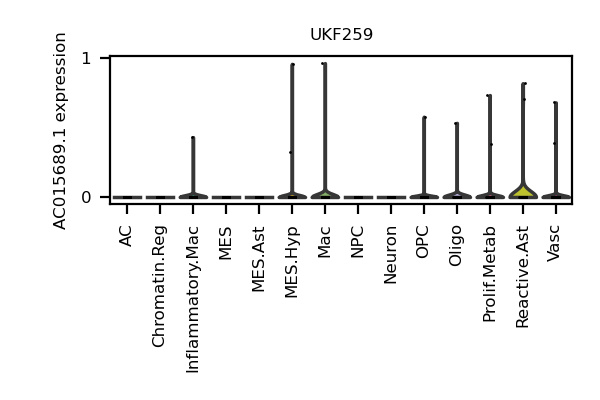 UKF259
AC015689.1 expression
1
0
AC
Chromatin.Reg
Inflammatory.Mac
MES
MES.Ast
MES.Hyp
Mac
NPC
Neuron
OPC
Oligo
Prolif.Metab
Reactive.Ast
Vasc